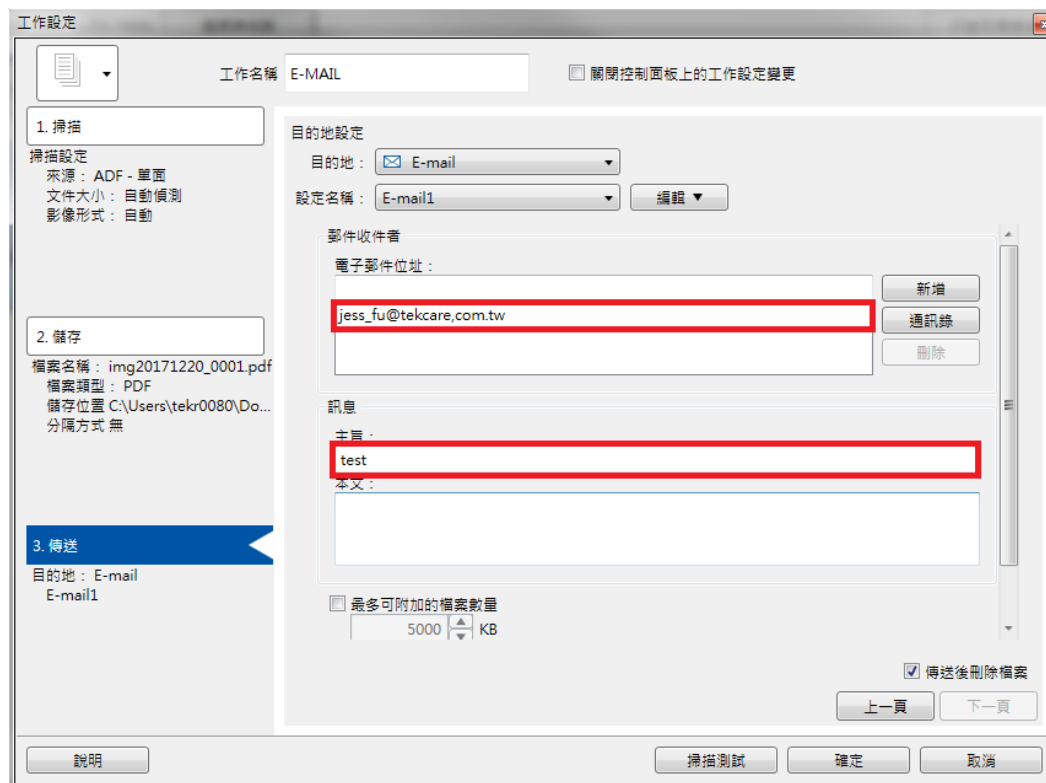 工作設定
工作名稱 E-MAIL
關閉控制面板上的工作設定變更
1. 掃描
掃描設定
來源： ADF - 單面
文件大小： 自動偵測
影像形式： 自動
2. 儲存
檔案名稱： img20171220_0001.pdf
檔案類型： PDF
儲存位置 C:\Users\tekr0080\Do...
分隔方式 無
3. 傳送
目的地： E-mail
E-mail1
目的地設定
目的地： E-mail
設定名稱： E-mail1 編輯 ▼
郵件收件者
電子郵件位址：
jess_fu@tekcare,com.tw
新增
通訊錄
刪除
訊息
主旨：
test
本文：
最多可附加的檔案數量
5000 KB
傳送後刪除檔案
上一頁 下一頁
說明 掃描測試 確定 取消